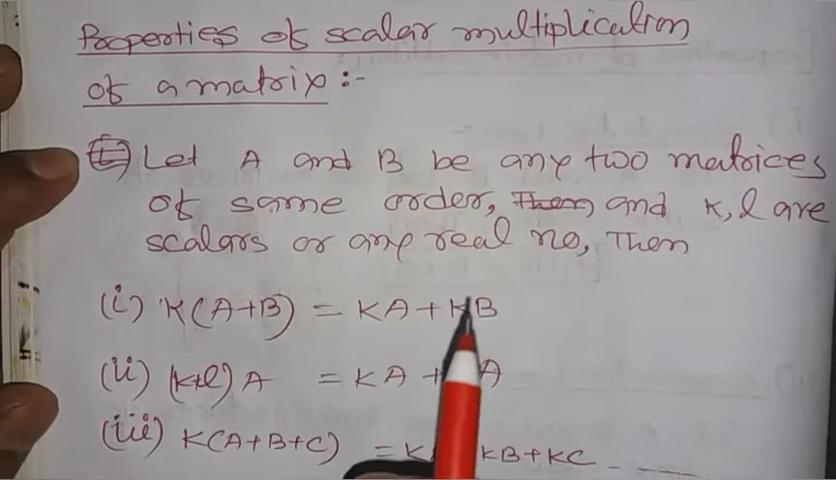 Properties of scalar multiplication
of a matrix :-
Let A and B be any two matrices
of same order, Then and K, l are
scalars or any real no, Then
(i) K(A+B) = KA + KB
(ii) (K+l) A = KA + A
(iii) K(A+B+C) = K KB + KC - ——